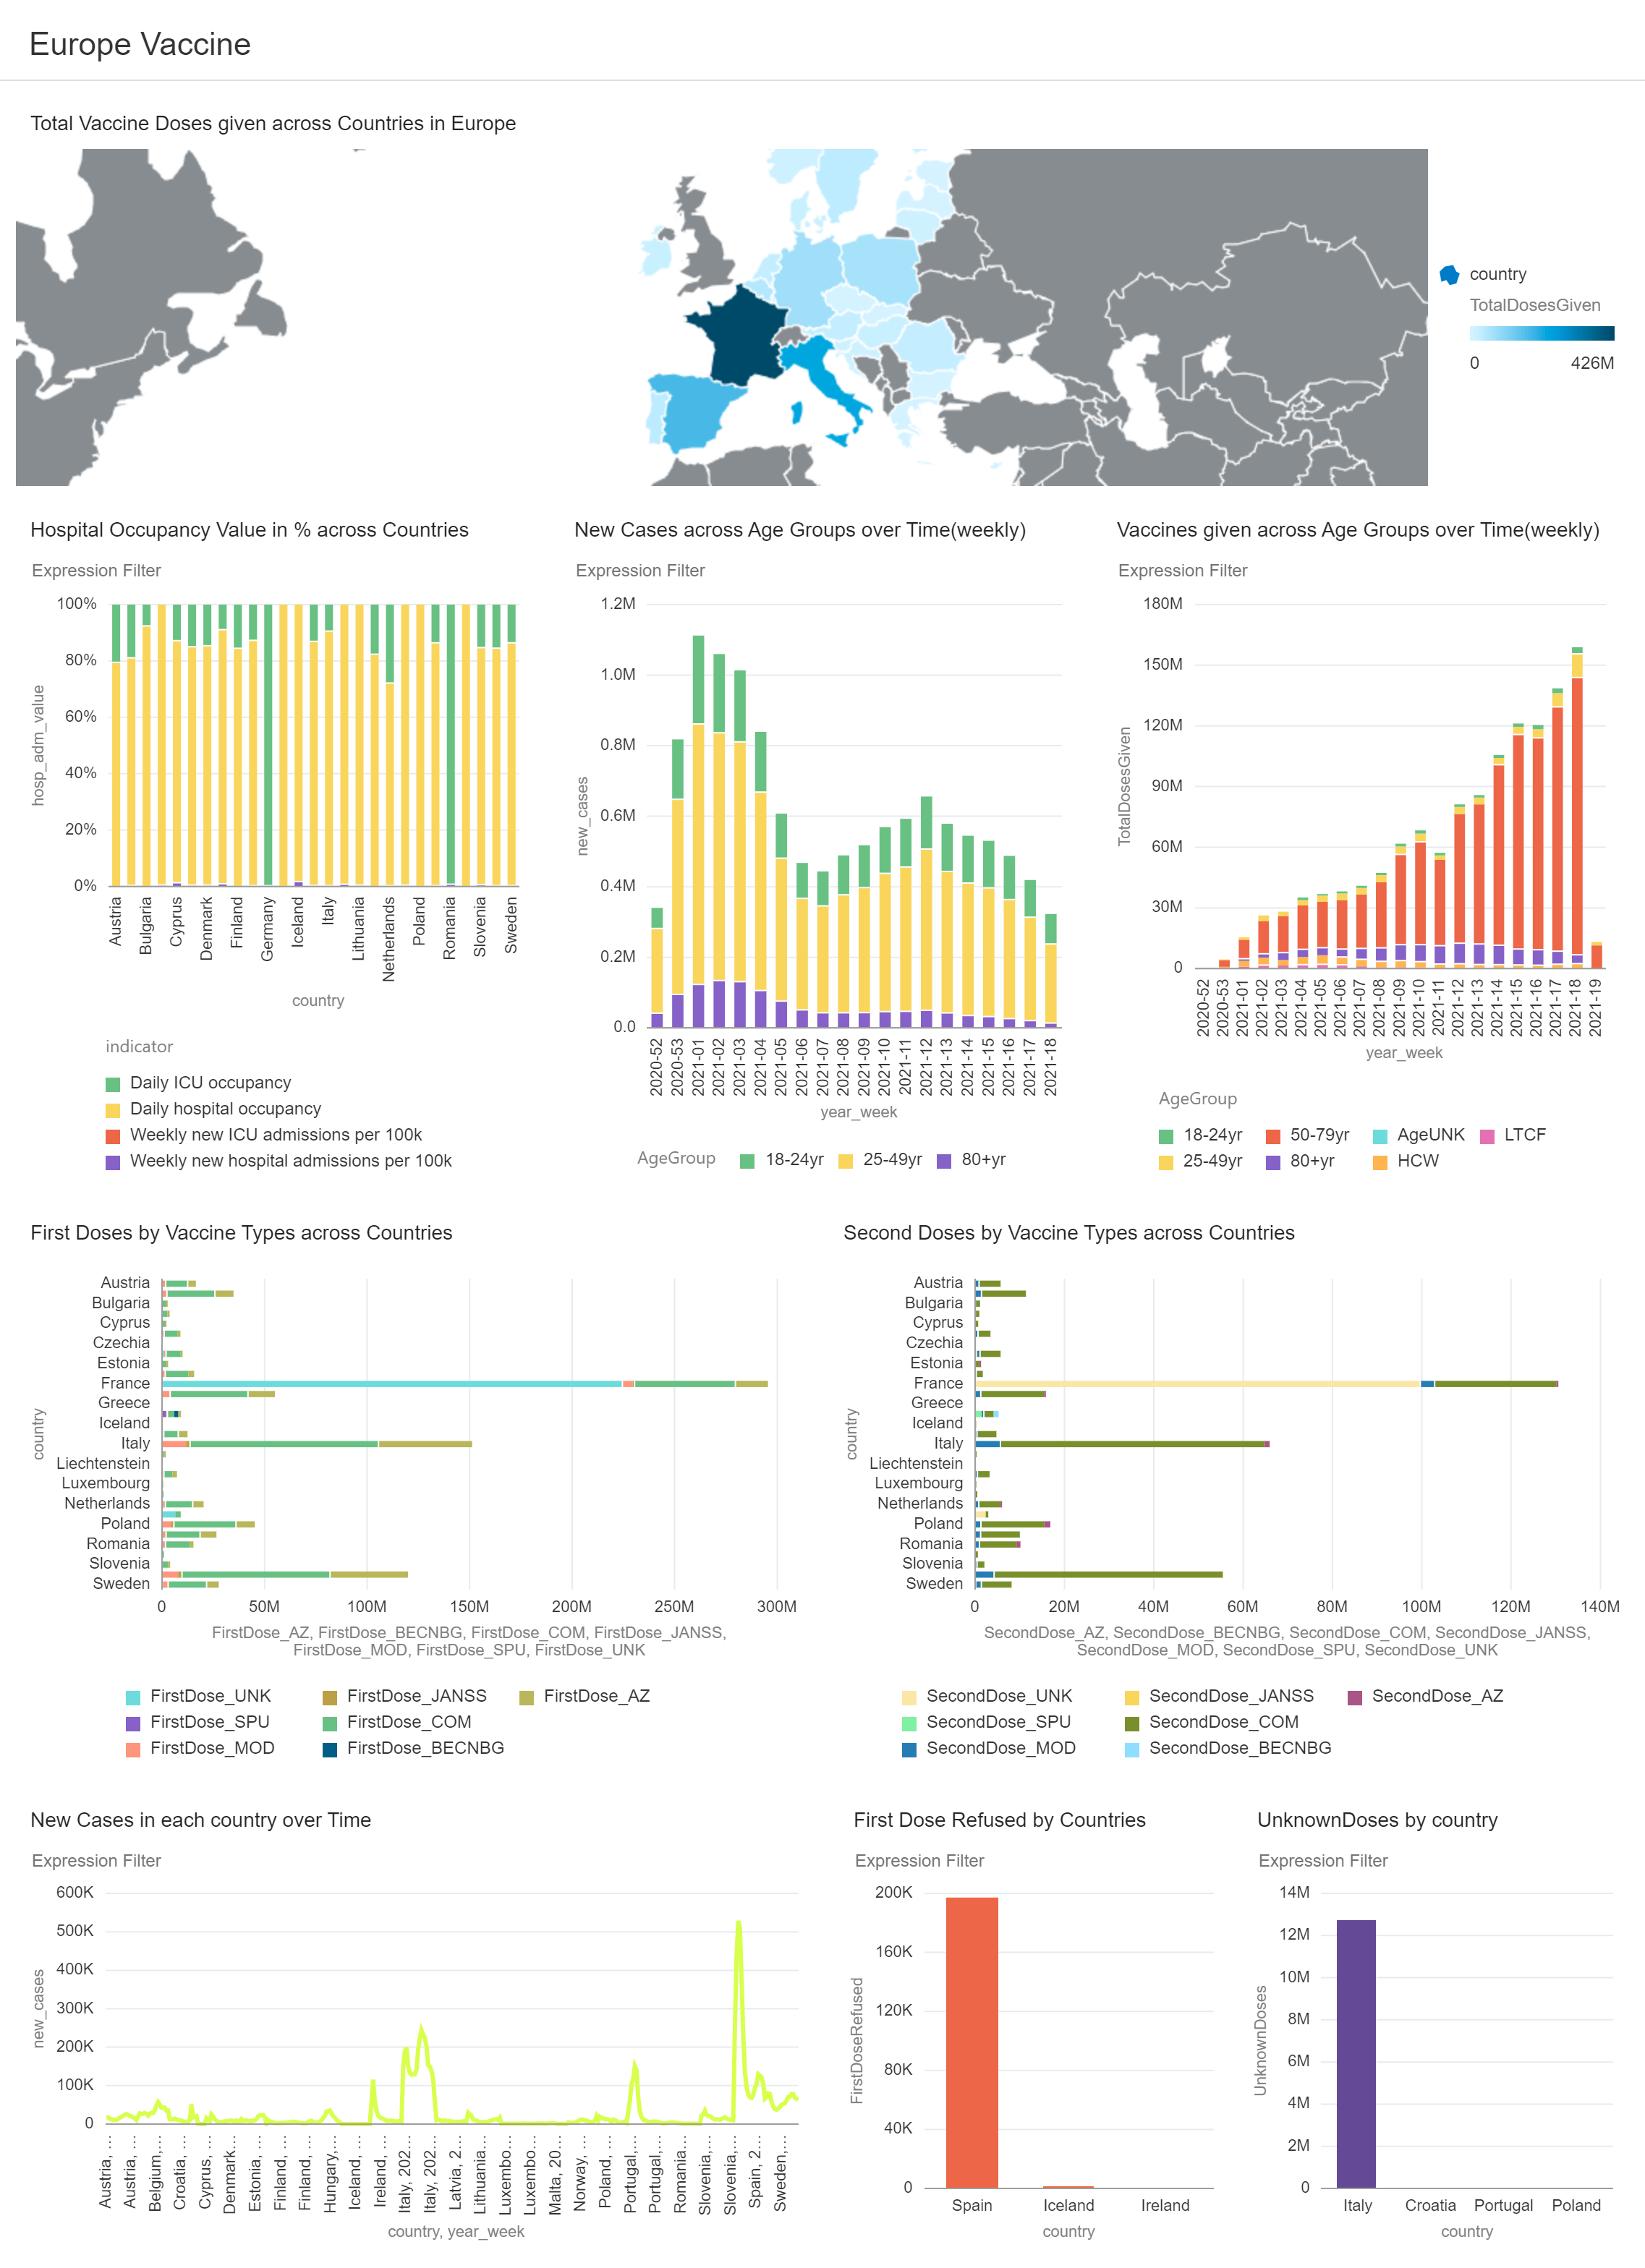 Europe Vaccine
Total Vaccine Doses given across Countries in Europe
country
TotalDosesGiven
0 426M
Hospital Occupancy Value in % across Countries
Expression Filter
100%
80%
60%
40%
20%
0%
hosp_adm_value
Austria
Bulgaria
Cyprus
Denmark
Finland
Germany
Iceland
Italy
Lithuania
Netherlands
Poland
Romania
Slovenia
Sweden
country
indicator
Daily ICU occupancy
Daily hospital occupancy
Weekly new ICU admissions per 100k
Weekly new hospital admissions per 100k
New Cases across Age Groups over Time(weekly)
Expression Filter
1.2M
1.0M
0.8M
0.6M
0.4M
0.2M
0.0
new_cases
2020-52
2020-53
2021-01
2021-02
2021-03
2021-04
2021-05
2021-06
2021-07
2021-08
2021-09
2021-10
2021-11
2021-12
2021-13
2021-14
2021-15
2021-16
2021-17
2021-18
year_week
AgeGroup 18-24yr 25-49yr 80+yr
Vaccines given across Age Groups over Time(weekly)
Expression Filter
180M
150M
120M
90M
60M
30M
0
TotalDosesGiven
2020-52
2020-53
2021-01
2021-02
2021-03
2021-04
2021-05
2021-06
2021-07
2021-08
2021-09
2021-10
2021-11
2021-12
2021-13
2021-14
2021-15
2021-16
2021-17
2021-18
2021-19
year_week
AgeGroup
18-24yr 50-79yr AgeUNK LTCF
25-49yr 80+yr HCW
First Doses by Vaccine Types across Countries
country
Austria
Bulgaria
Cyprus
Czechia
Estonia
France
Greece
Iceland
Italy
Liechtenstein
Luxembourg
Netherlands
Poland
Romania
Slovenia
Sweden
0 50M 100M 150M 200M 250M 300M
FirstDose_AZ, FirstDose_BECNBG, FirstDose_COM, FirstDose_JANSS,
FirstDose_MOD, FirstDose_SPU, FirstDose_UNK
FirstDose_UNK FirstDose_JANSS FirstDose_AZ
FirstDose_SPU FirstDose_COM
FirstDose_MOD FirstDose_BECNBG
Second Doses by Vaccine Types across Countries
country
Austria
Bulgaria
Cyprus
Czechia
Estonia
France
Greece
Iceland
Italy
Liechtenstein
Luxembourg
Netherlands
Poland
Romania
Slovenia
Sweden
0 20M 40M 60M 80M 100M 120M 140M
SecondDose_AZ, SecondDose_BECNBG, SecondDose_COM, SecondDose_JANSS,
SecondDose_MOD, SecondDose_SPU, SecondDose_UNK
SecondDose_UNK SecondDose_JANSS SecondDose_AZ
SecondDose_SPU SecondDose_COM
SecondDose_MOD SecondDose_BECNBG
New Cases in each country over Time
Expression Filter
600K
500K
400K
300K
200K
100K
0
new_cases
Austria, ...
Austria, ...
Belgium,...
Croatia, ...
Cyprus, ...
Denmark...
Estonia, ...
Finland, ...
Finland, ...
Hungary,...
Iceland, ...
Ireland, ...
Italy, 202...
Italy, 202...
Latvia, 2...
Lithuania...
Luxembo...
Luxembo...
Malta, 20...
Norway, ...
Poland, ...
Portugal,...
Portugal,...
Romania...
Slovenia,...
Slovenia,...
Spain, 2...
Sweden,...
country, year_week
First Dose Refused by Countries
Expression Filter
200K
160K
120K
80K
40K
0
FirstDoseRefused
Spain Iceland Ireland
country
UnknownDoses by country
Expression Filter
14M
12M
10M
8M
6M
4M
2M
0
UnknownDoses
Italy Croatia Portugal Poland
country